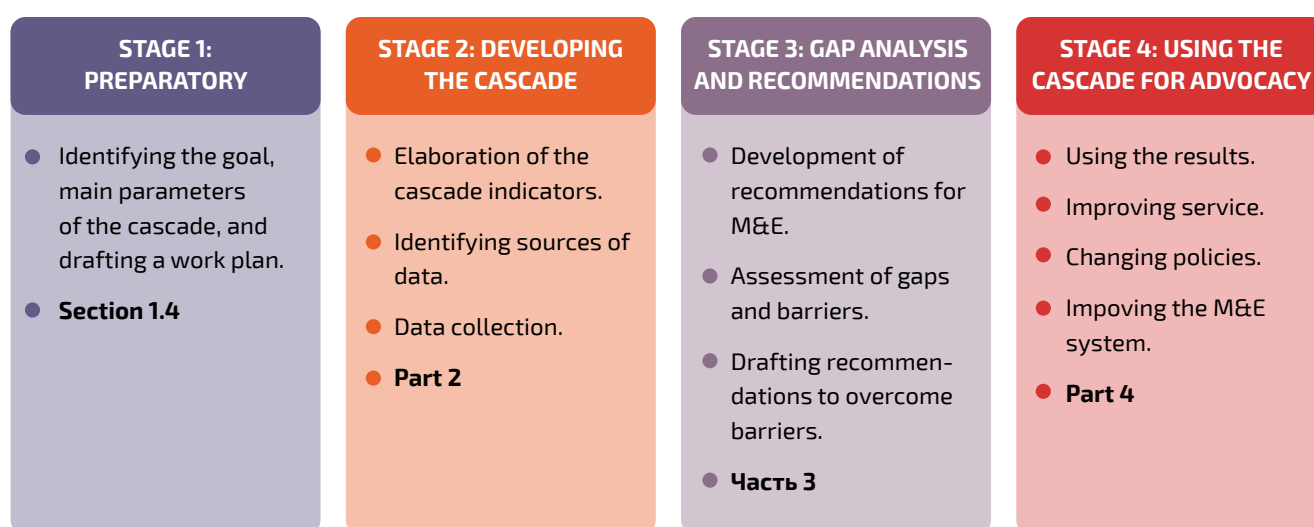 STAGE 1:
PREPARATORY
Identifying the goal,
main parameters
of the cascade, and
drafting a work plan.
Section 1.4
STAGE 2: DEVELOPING
THE CASCADE
Elaboration of the
cascade indicators.
Identifying sources of
data.
Data collection.
Part 2
STAGE 3: GAP ANALYSIS
AND RECOMMENDATIONS
Development of
recommendations for
M&E.
Assessment of gaps
and barriers.
Drafting recommen-
dations to overcome
barriers.
Часть 3
STAGE 4: USING THE
CASCADE FOR ADVOCACY
Using the results.
Improving service.
Changing policies.
Impoving the M&E
system.
Part 4